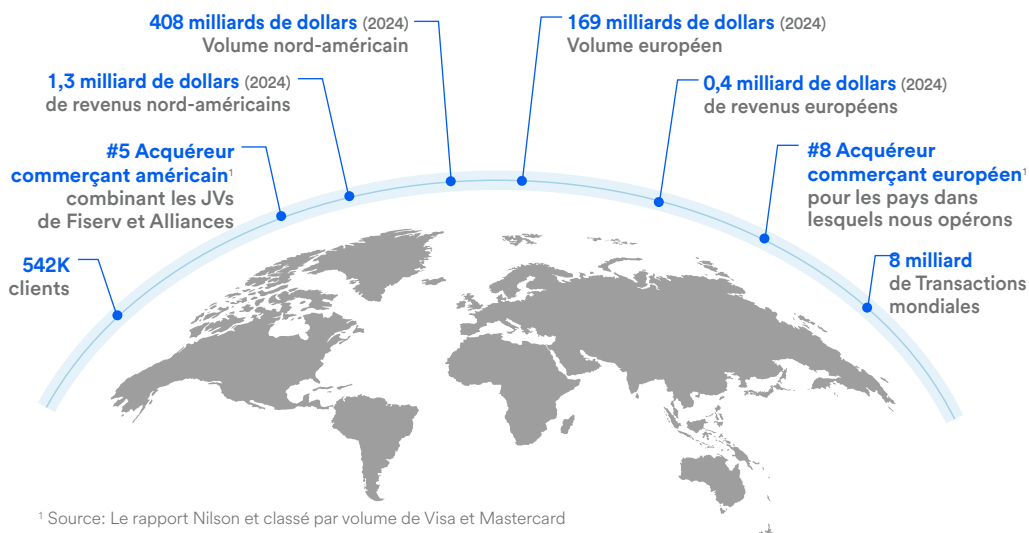 408 milliards de dollars (2024)
Volume nord-américain
169 milliards de dollars (2024)
Volume européen
1,3 milliard de dollars (2024)
de revenus nord-américains
0,4 milliard de dollars (2024)
de revenus européens
#5 Acquéreur
commerçant américain¹
combinant les JVs
de Fiserv et Alliances
#8 Acquéreur
commerçant européen¹
pour les pays dans
lesquels nous opérons
542K
clients
8 milliard
de Transactions
mondiales
¹ Source: Le rapport Nilson et classé par volume de Visa et Mastercard